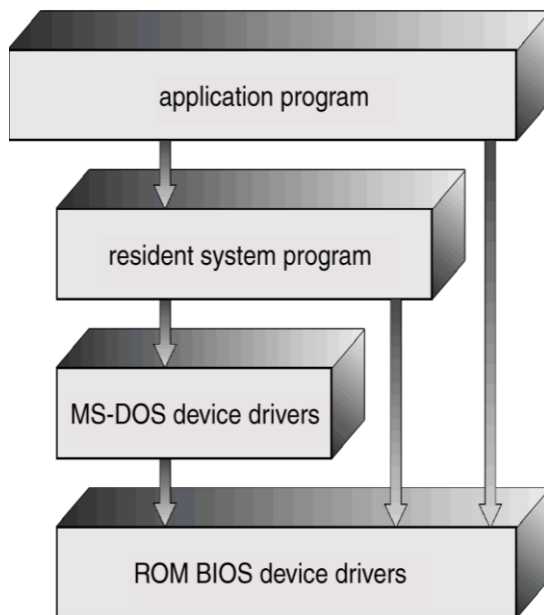 application program
resident system program
MS-DOS device drivers
ROM BIOS device drivers